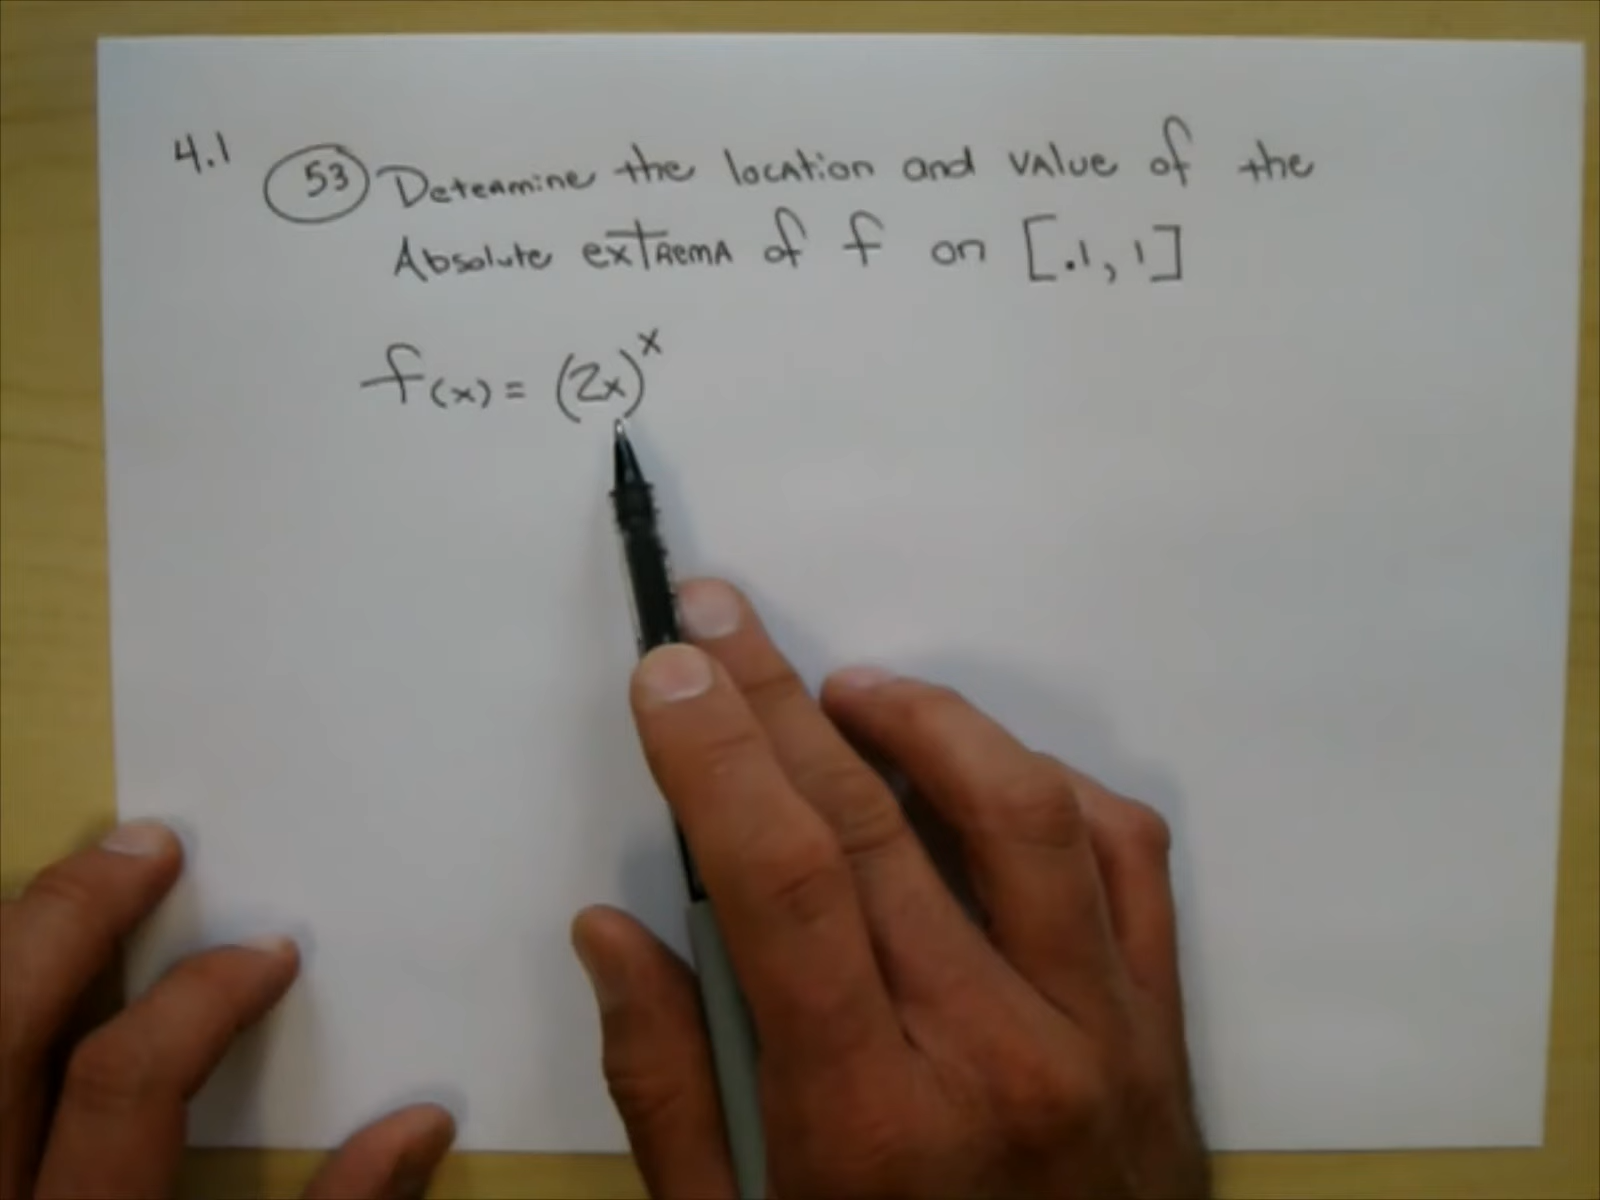 4.1
53 Determine the location and value of the
Absolute extrema of f on [.1, 1]
f(x) = (2x)^x